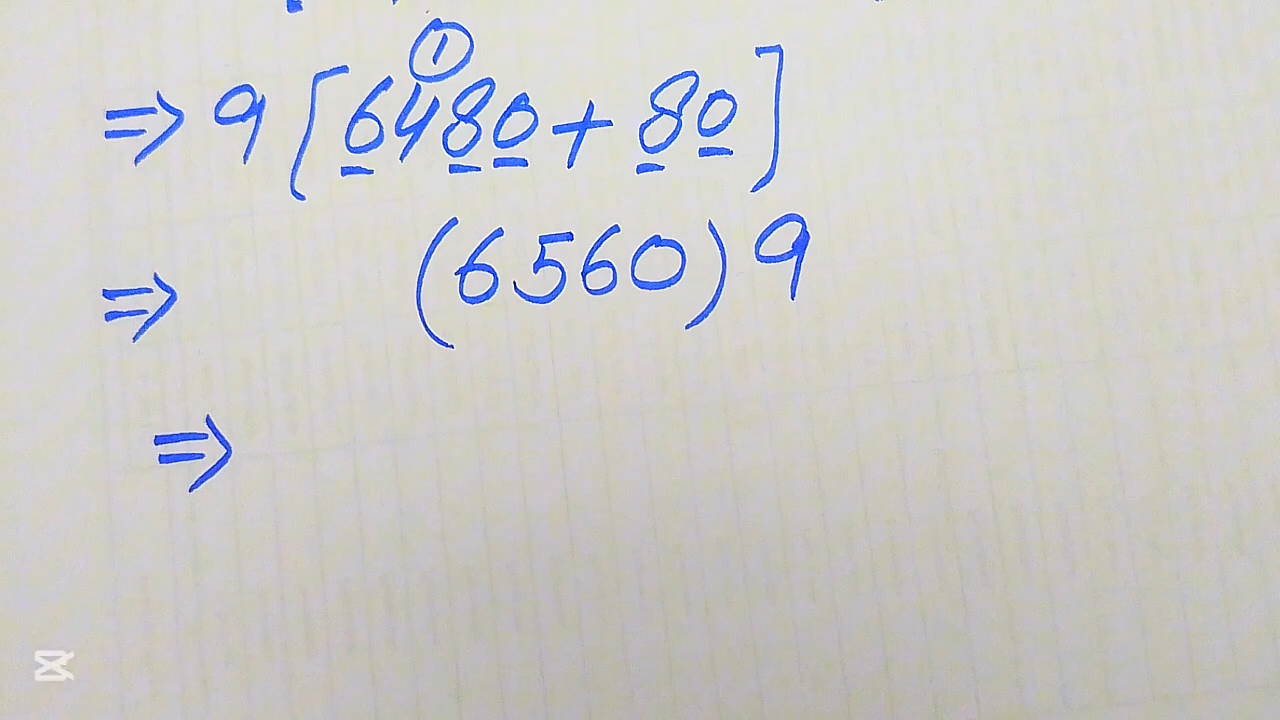 ①
⇒ 9 [6480 + 80]
⇒ (6560) 9
⇒